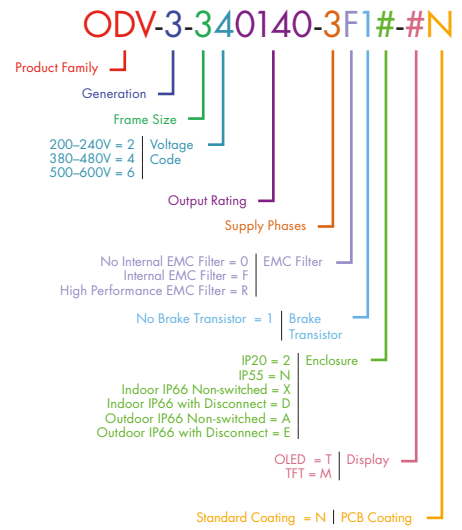 ODV-3-340140-3F1#-#N
Product Family
Generation
Frame Size
200–240V = 2 Voltage
380–480V = 4 Code
500–600V = 6
Output Rating
Supply Phases
No Internal EMC Filter = 0 EMC Filter
Internal EMC Filter = F
High Performance EMC Filter = R
No Brake Transistor = 1 Brake
Transistor
IP20 = 2 Enclosure
IP55 = N
Indoor IP66 Non-switched = X
Indoor IP66 with Disconnect = D
Outdoor IP66 Non-switched = A
Outdoor IP66 with Disconnect = E
OLED = T Display
TFT = M
Standard Coating = N PCB Coating